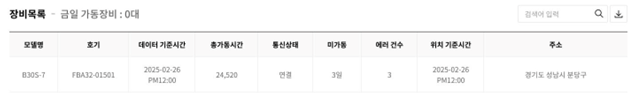 장비목록 - 금일 가동장비 : 0대
검색어 입력
모델명 호기 데이터 기준시간 총가동시간 통신상태 미가동 에러 건수 위치 기준시간 주소
B30S-7 FBA32-01501 2025-02-26 PM12:00 24,520 연결 3일 3 2025-02-26 PM12:00 경기도 성남시 분당구